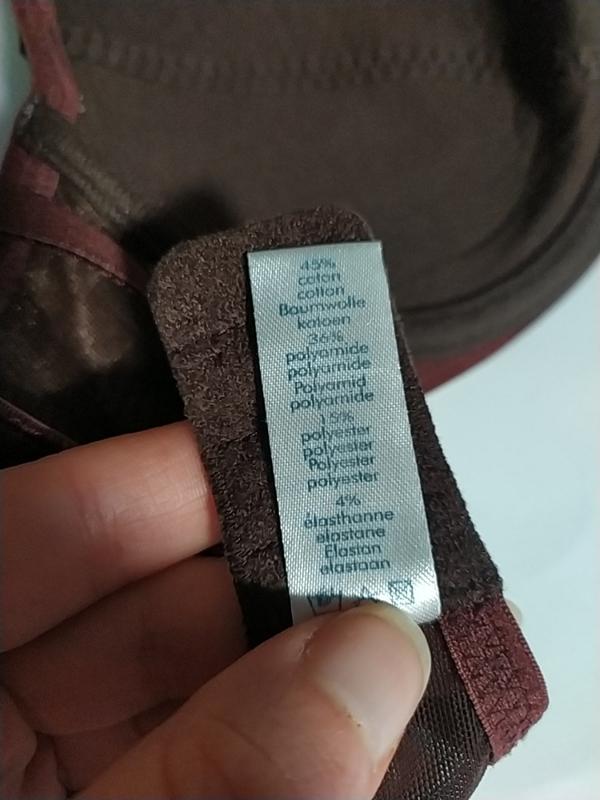 45%
coton
cotton
Baumwolle
katoen
36%
polyamide
polyamide
Polyamid
polyamide
15%
polyester
polyester
Polyester
polyester
4%
élasthanne
elastane
Elastan
elastaan